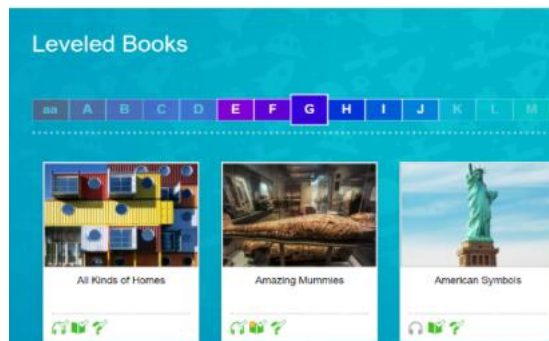 Leveled Books
aa A B C D E F G H I J K L M
All Kinds of Homes
Amazing Mummies
American Symbols